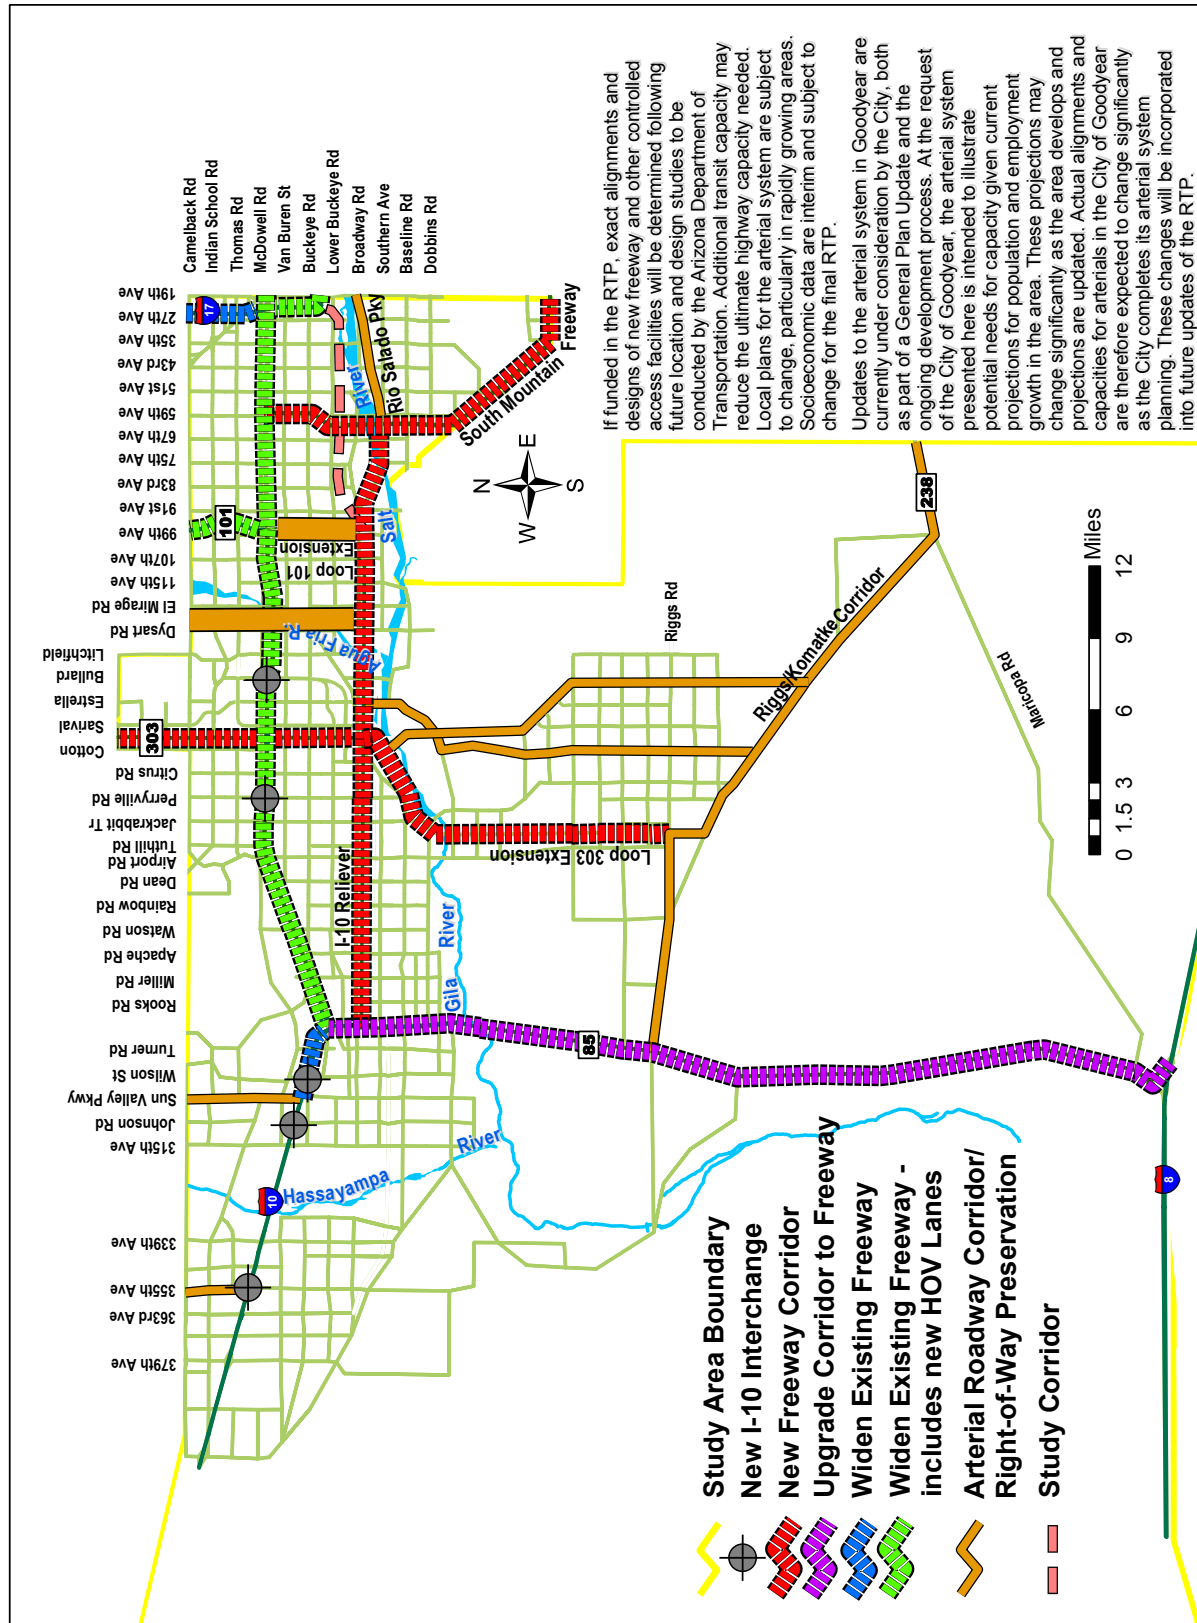 Camelback Rd
Indian School Rd
Thomas Rd
McDowell Rd
Van Buren St
Buckeye Rd
Lower Buckeye Rd
Broadway Rd
Southern Ave
Baseline Rd
Dobbins Rd
19th Ave
27th Ave
35th Ave
43rd Ave
51st Ave
59th Ave
67th Ave
75th Ave
83rd Ave
91st Ave
99th Ave
107th Ave
115th Ave
El Mirage Rd
Dysart Rd
Litchfield
Bullard
Estrella
Sarival
Cotton
Citrus Rd
Perryville Rd
Jackrabbit Tr
Tuthill Rd
Airport Rd
Dean Rd
Rainbow Rd
Watson Rd
Apache Rd
Miller Rd
Rooks Rd
Turner Rd
Wilson St
Sun Valley Pkwy
Johnson Rd
315th Ave
339th Ave
355th Ave
363rd Ave
379th Ave
17
101
303
10
85
238
8
River
Rio Salado Pky
South Mountain
Freeway
Loop 101
Extension
Salt
Agua Fria R.
I-10 Reliever
Loop 303 Extension
Gila
River
Hassayampa
River
Riggs Rd
Riggs/Komatke Corridor
Maricopa Rd
N
E
S
W
0 1.5 3 6 9 12
Miles
If funded in the RTP, exact alignments and
designs of new freeway and other controlled
access facilities will be determined following
future location and design studies to be
conducted by the Arizona Department of
Transportation. Additional transit capacity may
reduce the ultimate highway capacity needed.
Local plans for the arterial system are subject
to change, particularly in rapidly growing areas.
Socioeconomic data are interim and subject to
change for the final RTP.
Updates to the arterial system in Goodyear are
currently under consideration by the City, both
as part of a General Plan Update and the
ongoing development process. At the request
of the City of Goodyear, the arterial system
presented here is intended to illustrate
potential needs for capacity given current
projections for population and employment
growth in the area. These projections may
change significantly as the area develops and
projections are updated. Actual alignments and
capacities for arterials in the City of Goodyear
are therefore expected to change significantly
as the City completes its arterial system
planning. These changes will be incorporated
into future updates of the RTP.
Study Area Boundary
New I-10 Interchange
New Freeway Corridor
Upgrade Corridor to Freeway
Widen Existing Freeway
Widen Existing Freeway -
includes new HOV Lanes
Arterial Roadway Corridor/
Right-of-Way Preservation
Study Corridor